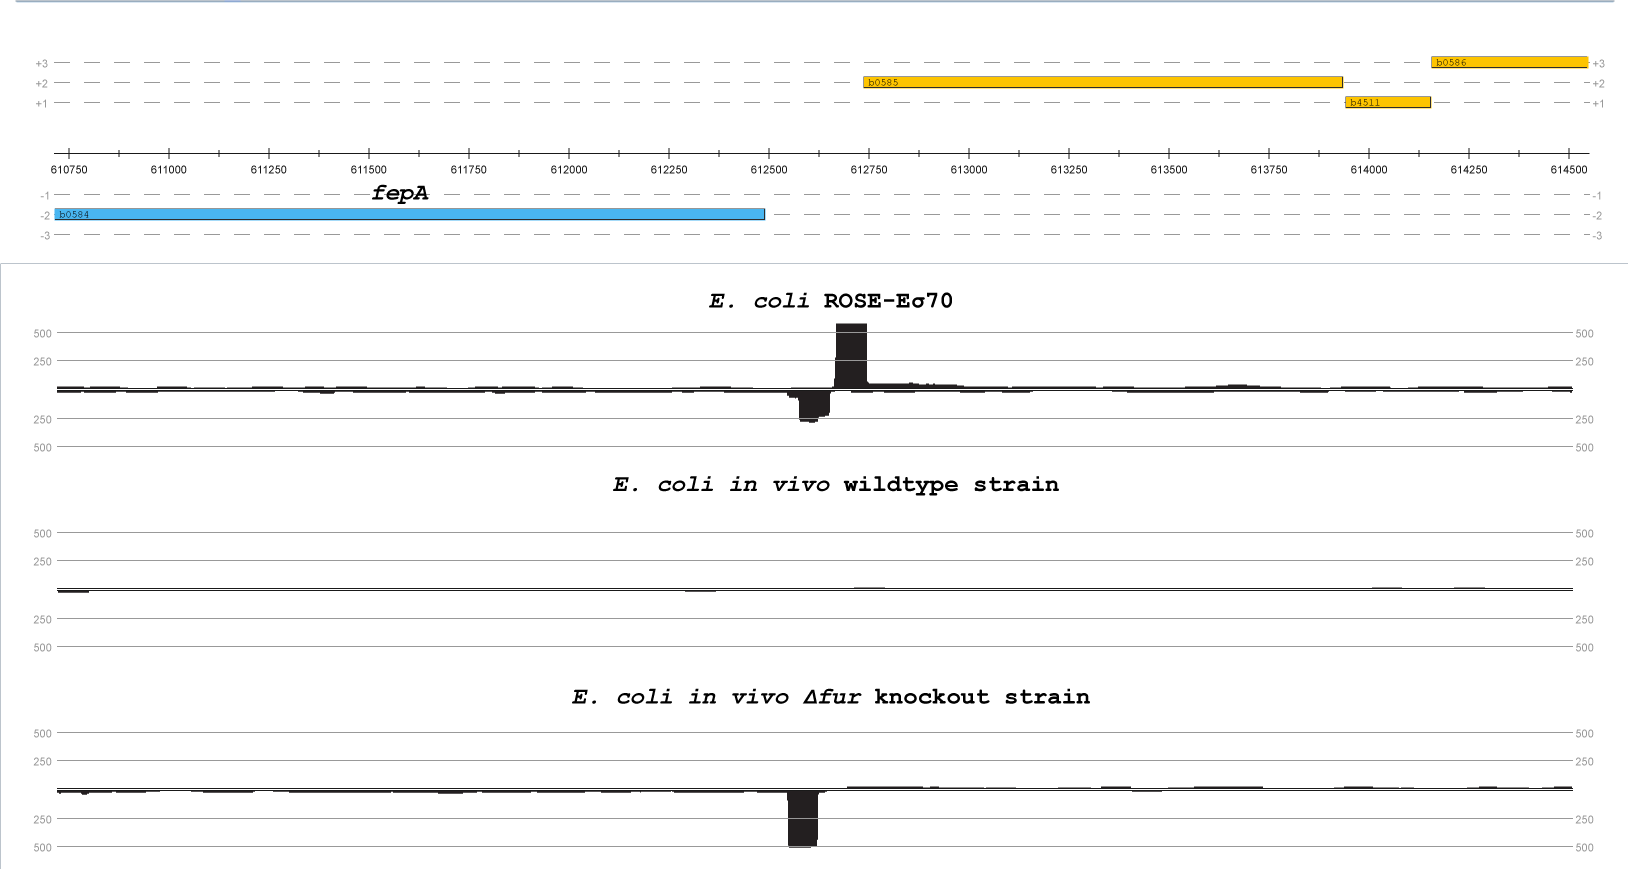 +3 b0586 +3
+2 b0585 +2
+1 b4511 +1
610750 611000 611250 611500 611750 612000 612250 612500 612750 613000 613250 613500 613750 614000 614250 614500
-1 fepA -1
-2 b0584 -2
-3 -3
E. coli ROSE-Eσ70
500 500
250 250
250 250
500 500
E. coli in vivo wildtype strain
500 500
250 250
250 250
500 500
E. coli in vivo Δfur knockout strain
500 500
250 250
250 250
500 500